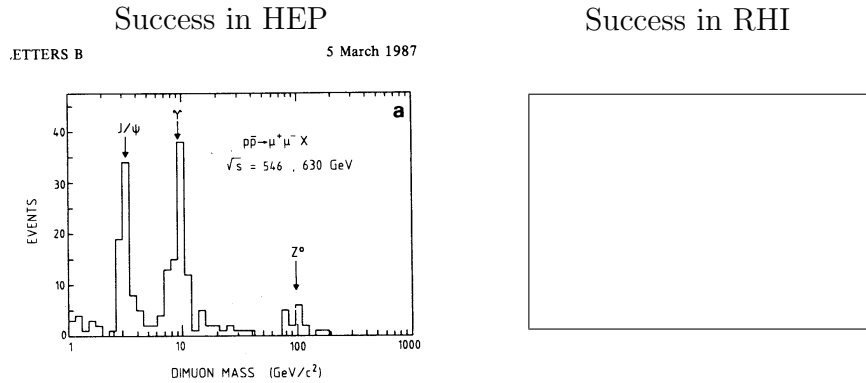 Success in HEP
Success in RHI
.ETTERS B
5 March 1987
a
J/ψ
Υ
pp̄→μ⁺μ⁻ X
√s = 546 , 630 GeV
Z⁰
EVENTS
40
30
20
10
0
1
10
100
1000
DIMUON MASS (GeV/c²)